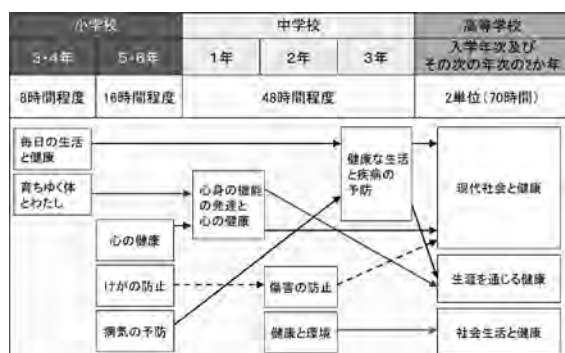 小学校
中学校
高等学校
3・4年
5・6年
1年
2年
3年
入学年次及び
その次の年次の2か年
8時間程度
16時間程度
48時間程度
2単位(70時間)
毎日の生活
と健康
育ちゆく体
とわたし
心の健康
けがの防止
病気の予防
心身の機能
の発達と
心の健康
傷害の防止
健康と環境
健康な生活
と疾病の
予防
現代社会と健康
生涯を通じる健康
社会生活と健康